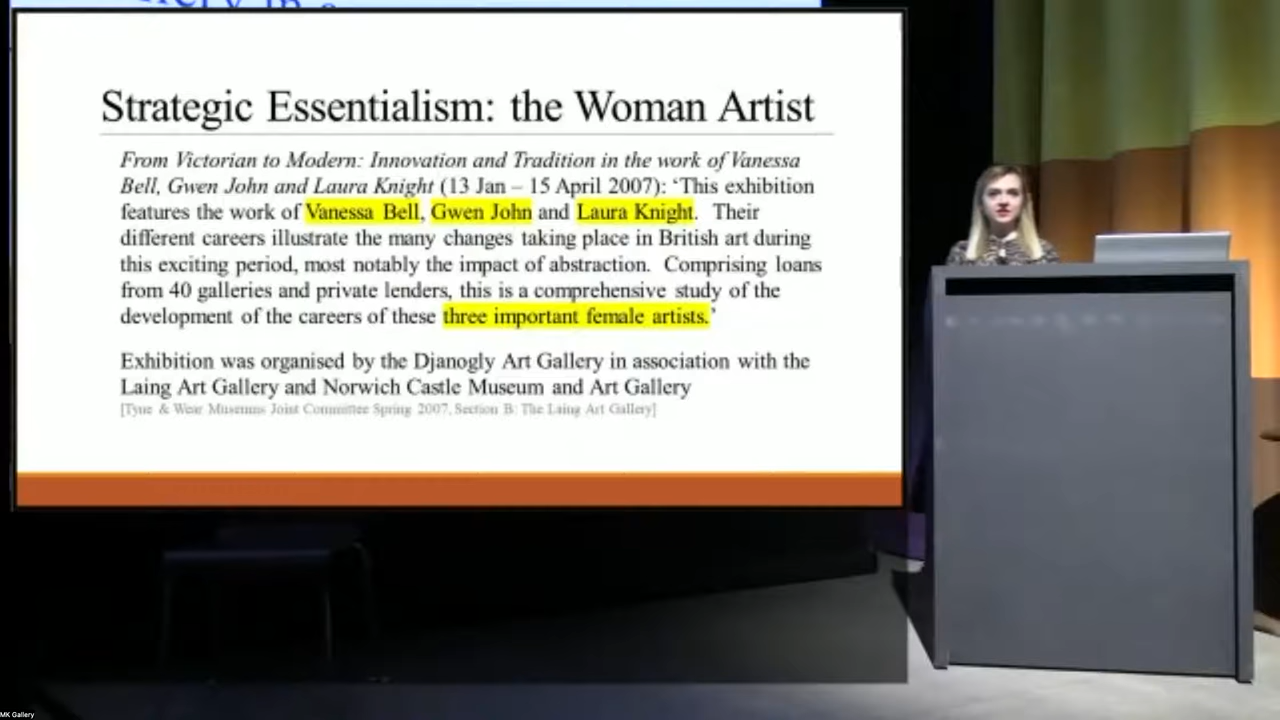 Strategic Essentialism: the Woman Artist
From Victorian to Modern: Innovation and Tradition in the work of Vanessa
Bell, Gwen John and Laura Knight (13 Jan – 15 April 2007): ‘This exhibition
features the work of Vanessa Bell, Gwen John and Laura Knight.  Their
different careers illustrate the many changes taking place in British art during
this exciting period, most notably the impact of abstraction.  Comprising loans
from 40 galleries and private lenders, this is a comprehensive study of the
development of the careers of these three important female artists.’
Exhibition was organised by the Djanogly Art Gallery in association with the
Laing Art Gallery and Norwich Castle Museum and Art Gallery
[Tyne & Wear Museums Joint Committee Spring 2007, Section B: The Laing Art Gallery]
MK Gallery